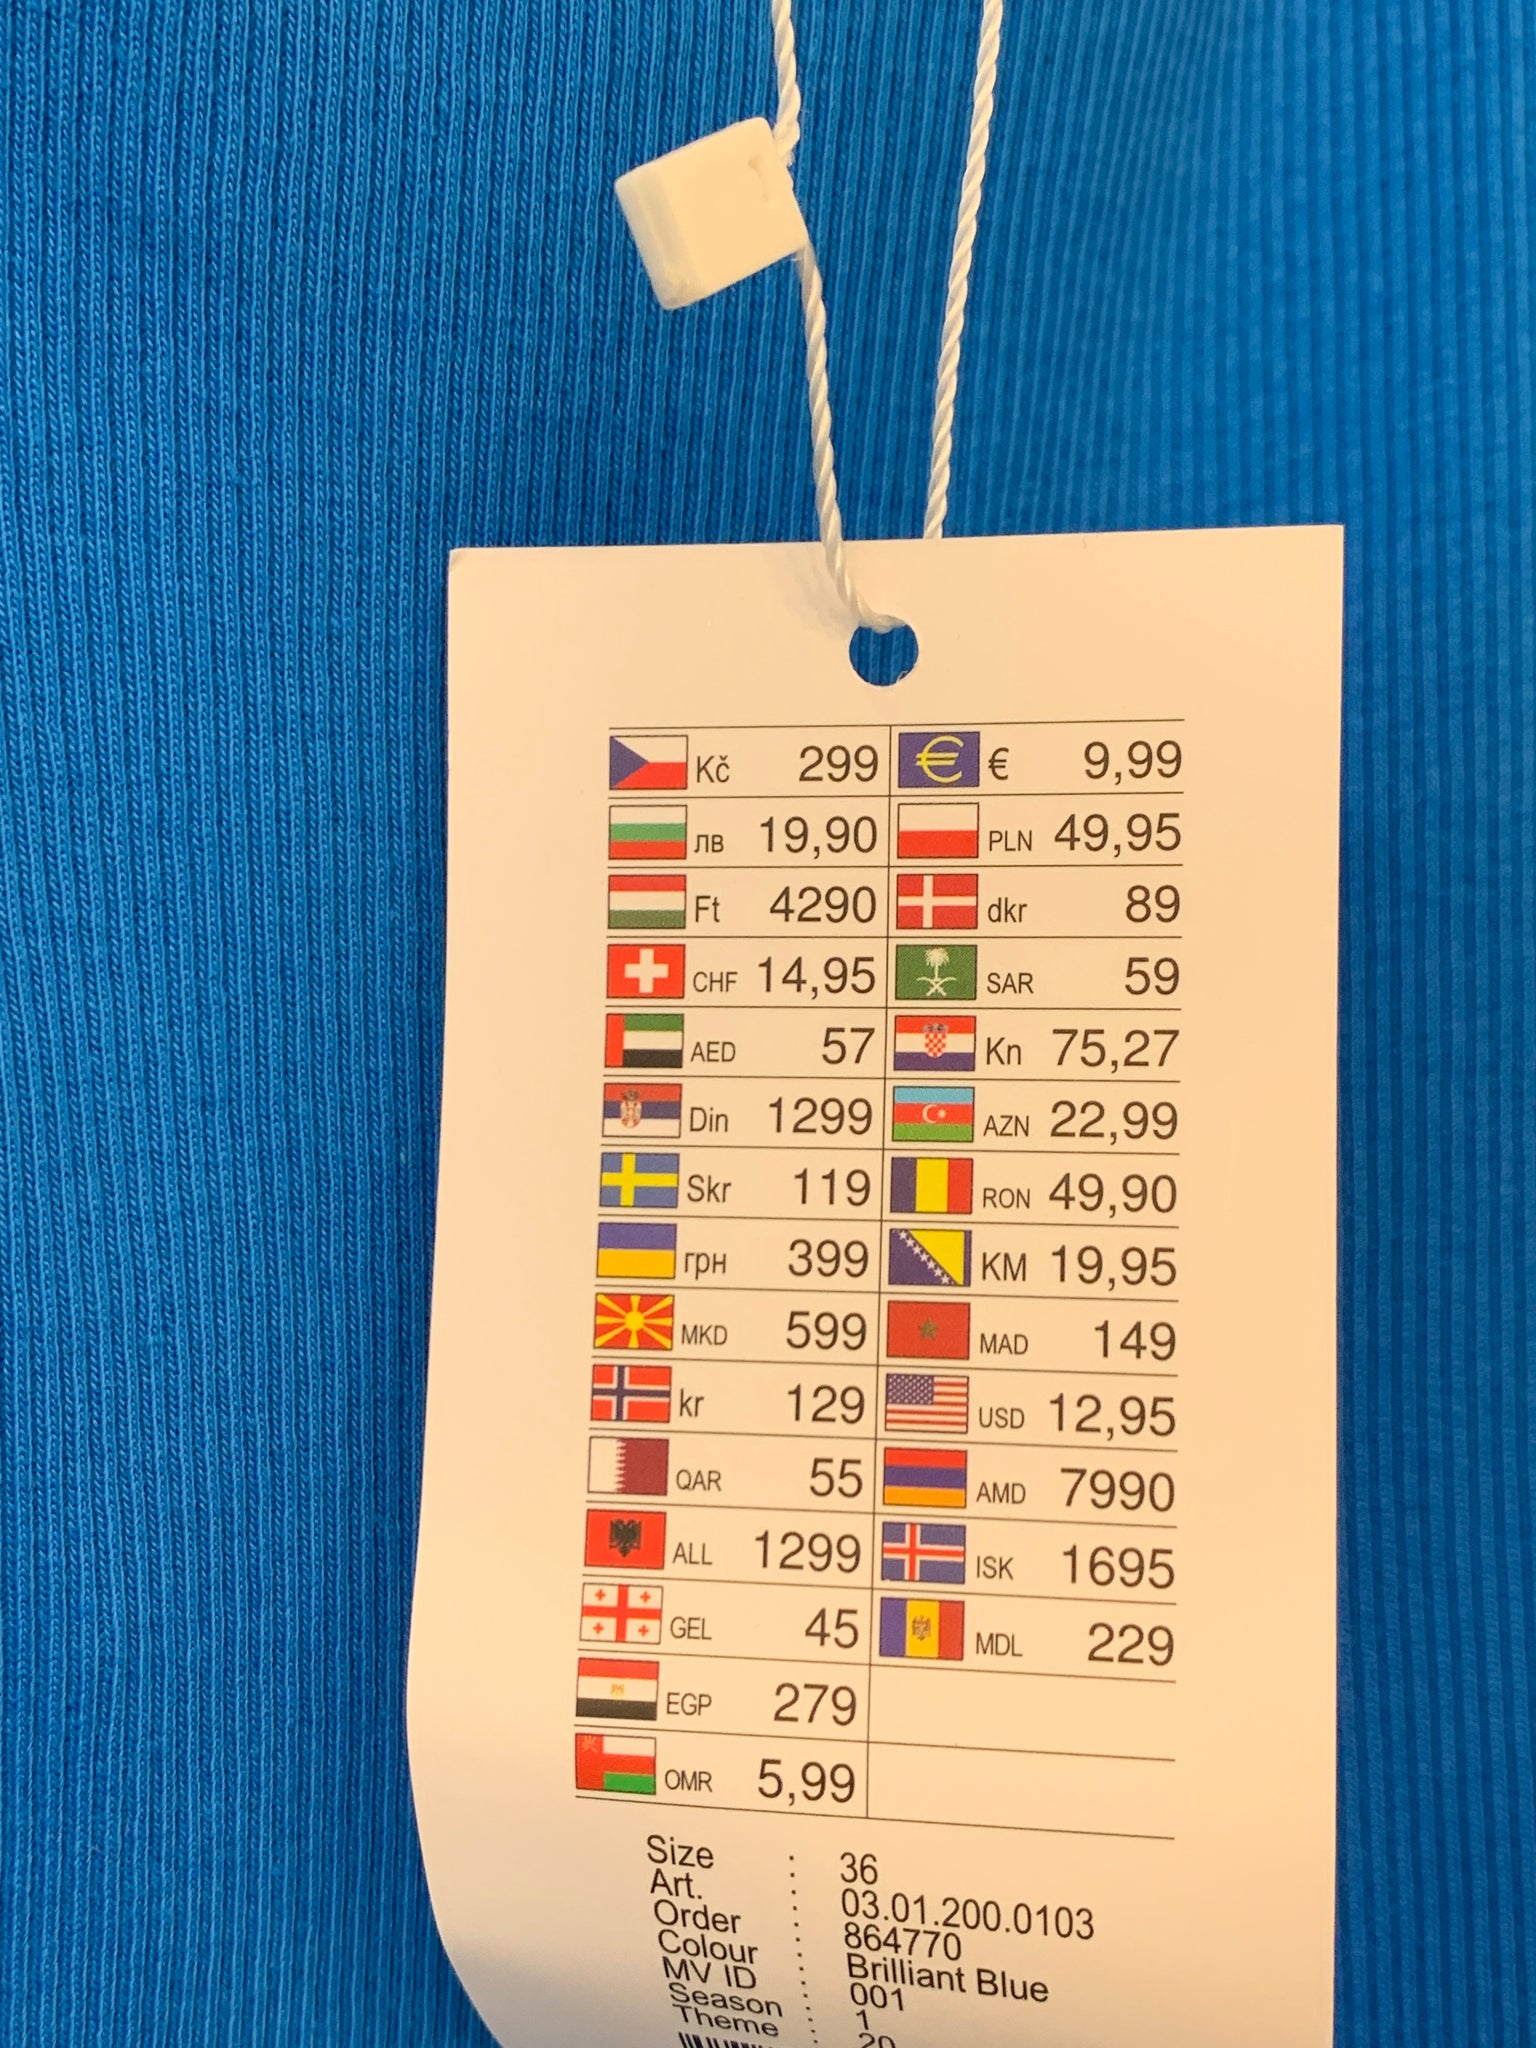 Kč 299 € 9,99
лв 19,90 PLN 49,95
Ft 4290 dkr 89
CHF 14,95 SAR 59
AED 57 Kn 75,27
Din 1299 AZN 22,99
Skr 119 RON 49,90
грн 399 KM 19,95
MKD 599 MAD 149
kr 129 USD 12,95
QAR 55 AMD 7990
ALL 1299 ISK 1695
GEL 45 MDL 229
EGP 279
OMR 5,99
Size : 36
Art. : 03.01.200.0103
Order : 864770
Colour : Brilliant Blue
MV ID : 001
Season : 1
Theme : 20